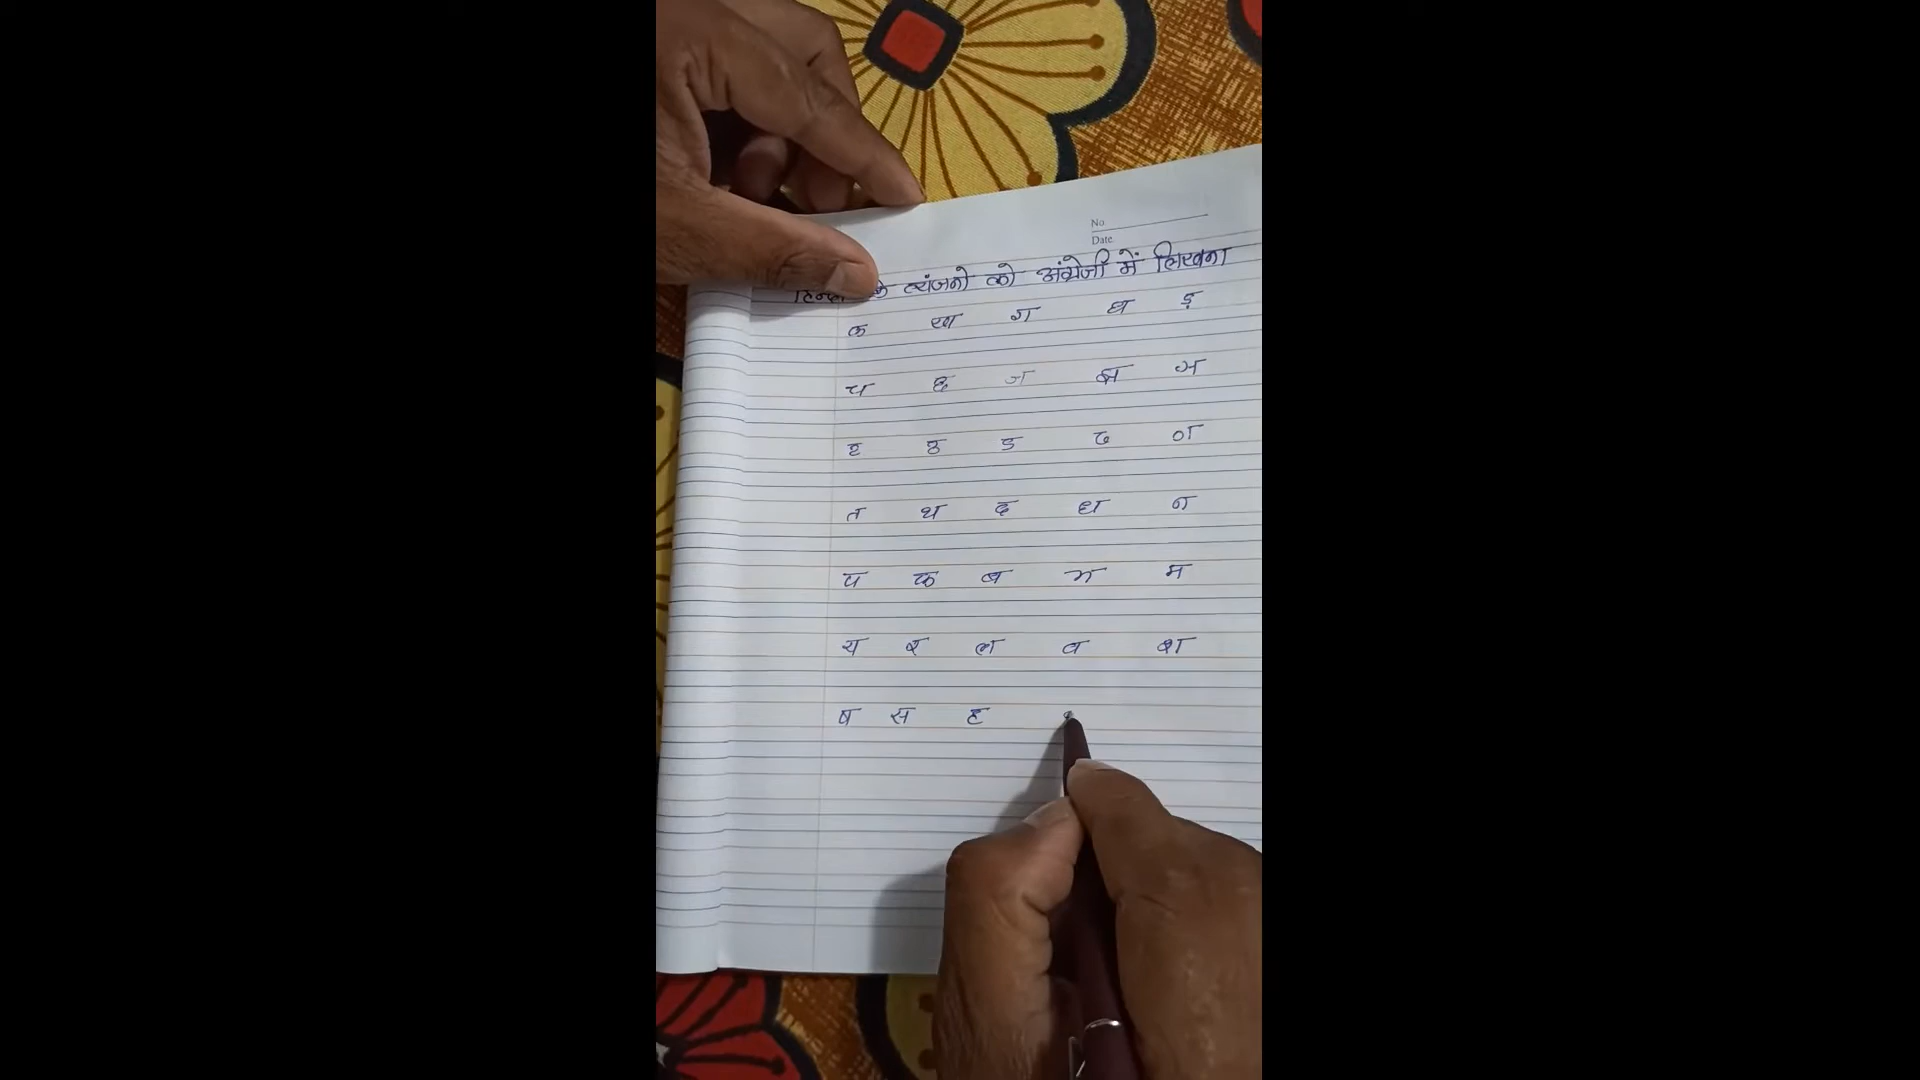 No
Date
के व्यंजनो को अंग्रेजी में लिखना
क ख ग घ ड़
च छ ज झ ञ
ट ठ ड ढ ण
त थ द ध न
प फ ब भ म
य र ल व श
ष स ह